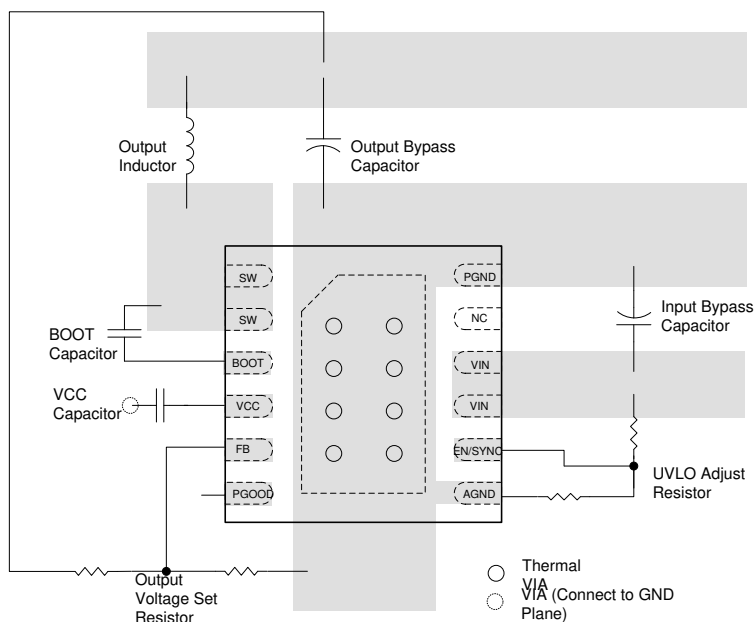 Output
Inductor
Output Bypass
Capacitor
SW
PGND
SW
NC
Input Bypass
Capacitor
BOOT
Capacitor
BOOT
VIN
VCC
Capacitor
VCC
VIN
FB
EN/SYNC
PGOOD
AGND
UVLO Adjust
Resistor
Output
Voltage Set
Resistor
Thermal
VIA
VIA (Connect to GND
Plane)